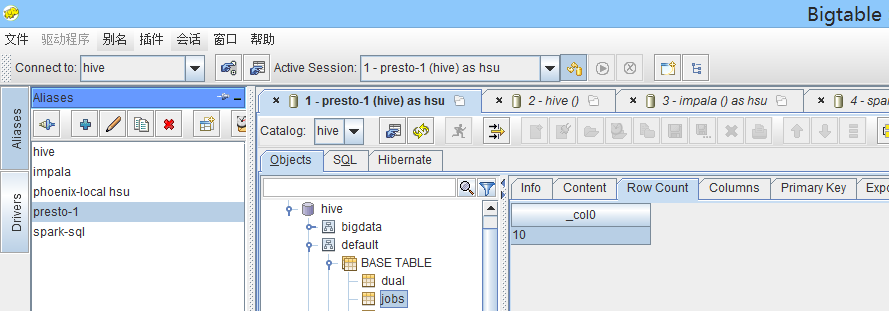 Bigtable
文件 驱动程序 别名 插件 会话 窗口 帮助
Connect to: hive Active Session: 1 - presto-1 (hive) as hsu
Aliases
Aliases
Drivers
hive
impala
phoenix-local hsu
presto-1
spark-sql
1 - presto-1 (hive) as hsu 2 - hive () 3 - impala () as hsu 4 - spa
Catalog: hive
Objects SQL Hibernate
hive
bigdata
default
BASE TABLE
dual
jobs
Info Content Row Count Columns Primary Key Expo
_col0
10